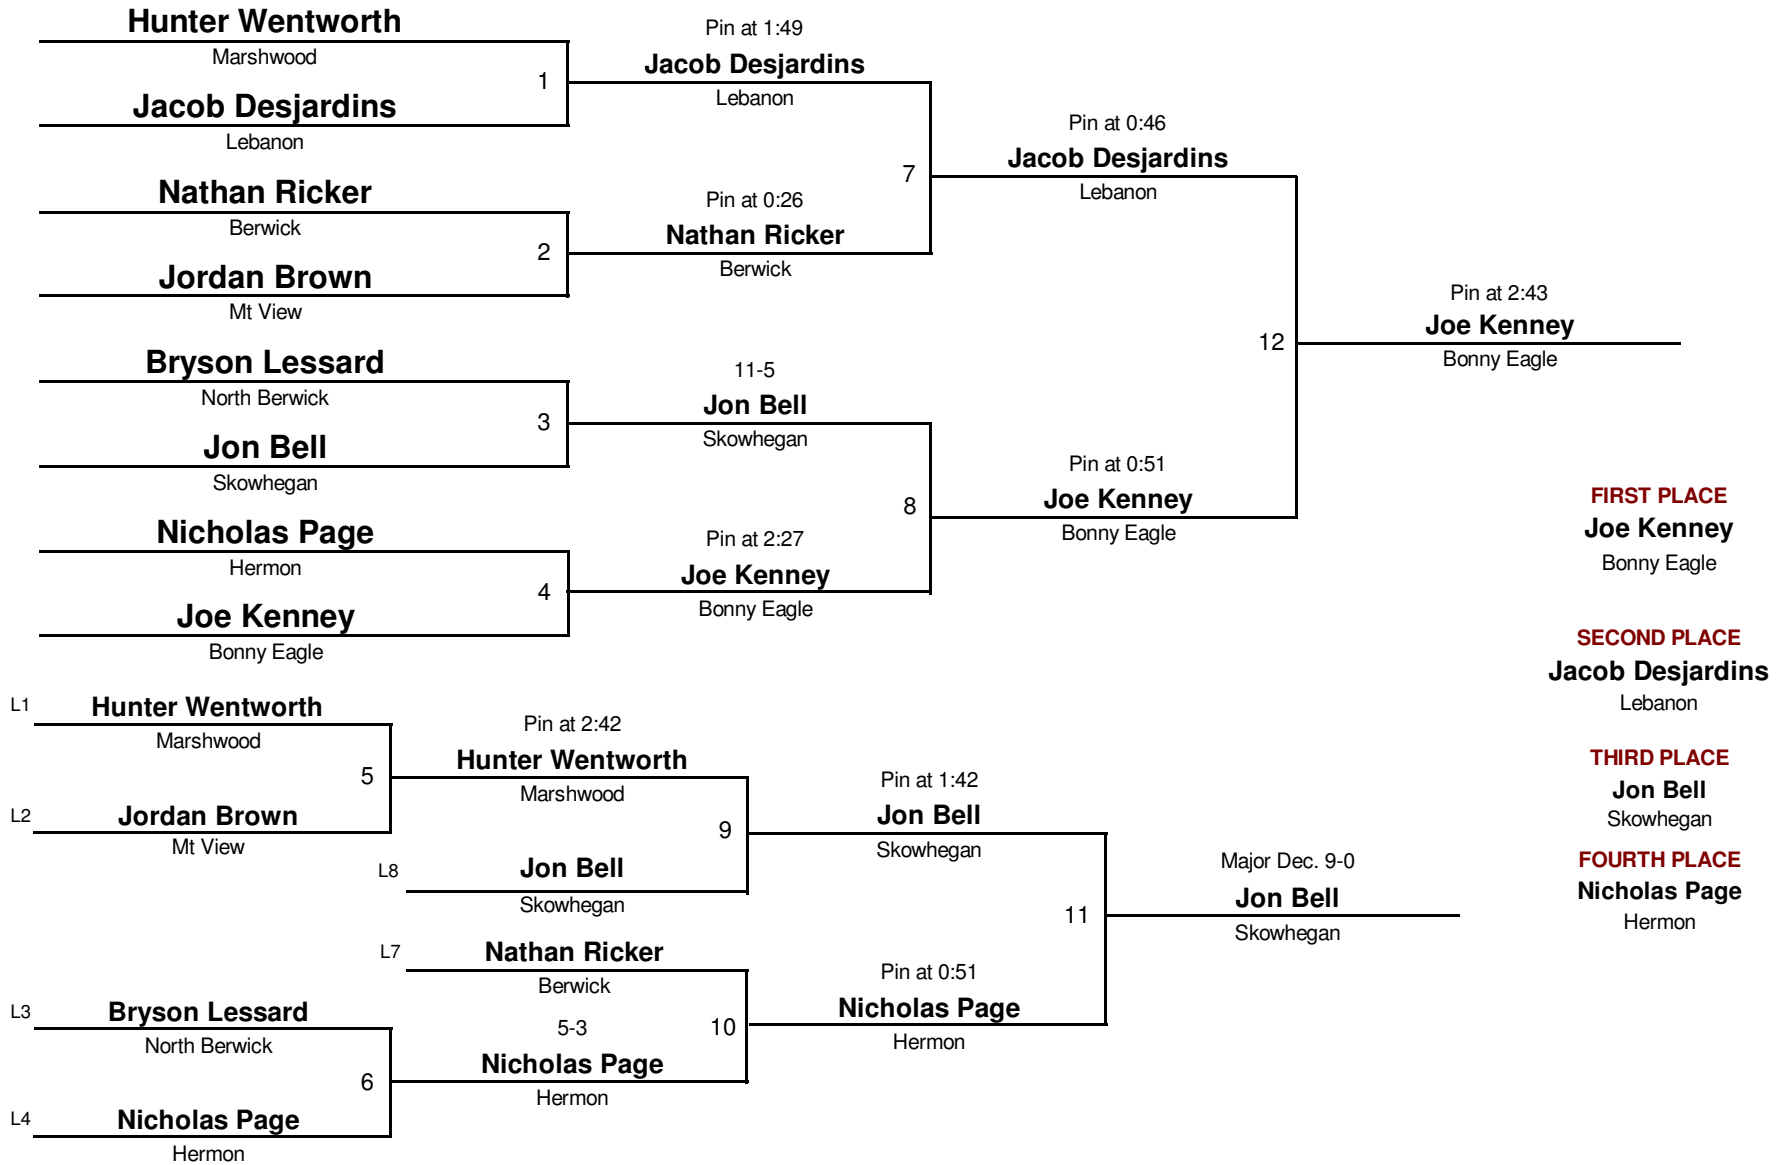 Hunter Wentworth
Marshwood
1
Jacob Desjardins
Lebanon
Pin at 1:49
Jacob Desjardins
Lebanon
Nathan Ricker
Berwick
2
Jordan Brown
Mt View
Pin at 0:26
Nathan Ricker
Berwick
7
Pin at 0:46
Jacob Desjardins
Lebanon
Bryson Lessard
North Berwick
3
Jon Bell
Skowhegan
11-5
Jon Bell
Skowhegan
Nicholas Page
Hermon
4
Joe Kenney
Bonny Eagle
Pin at 2:27
Joe Kenney
Bonny Eagle
8
Pin at 0:51
Joe Kenney
Bonny Eagle
12
Pin at 2:43
Joe Kenney
Bonny Eagle
FIRST PLACE
Joe Kenney
Bonny Eagle
SECOND PLACE
Jacob Desjardins
Lebanon
THIRD PLACE
Jon Bell
Skowhegan
FOURTH PLACE
Nicholas Page
Hermon
L1
Hunter Wentworth
Marshwood
5
L2
Jordan Brown
Mt View
Pin at 2:42
Hunter Wentworth
Marshwood
9
L8
Jon Bell
Skowhegan
Pin at 1:42
Jon Bell
Skowhegan
L7
Nathan Ricker
Berwick
L3
Bryson Lessard
North Berwick
6
L4
Nicholas Page
Hermon
5-3
Nicholas Page
Hermon
10
Pin at 0:51
Nicholas Page
Hermon
11
Major Dec. 9-0
Jon Bell
Skowhegan